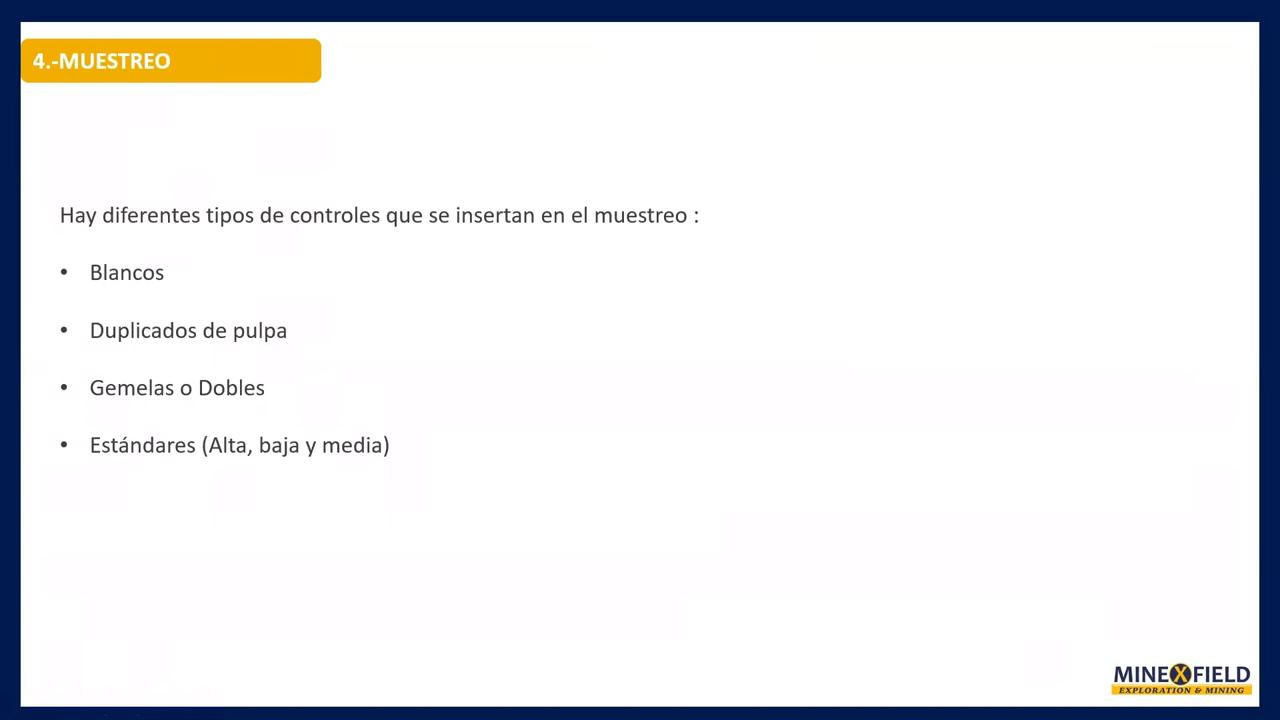 4.-MUESTREO
Hay diferentes tipos de controles que se insertan en el muestreo :
• Blancos
• Duplicados de pulpa
• Gemelas o Dobles
• Estándares (Alta, baja y media)
MINEXFIELD
EXPLORATION & MINING